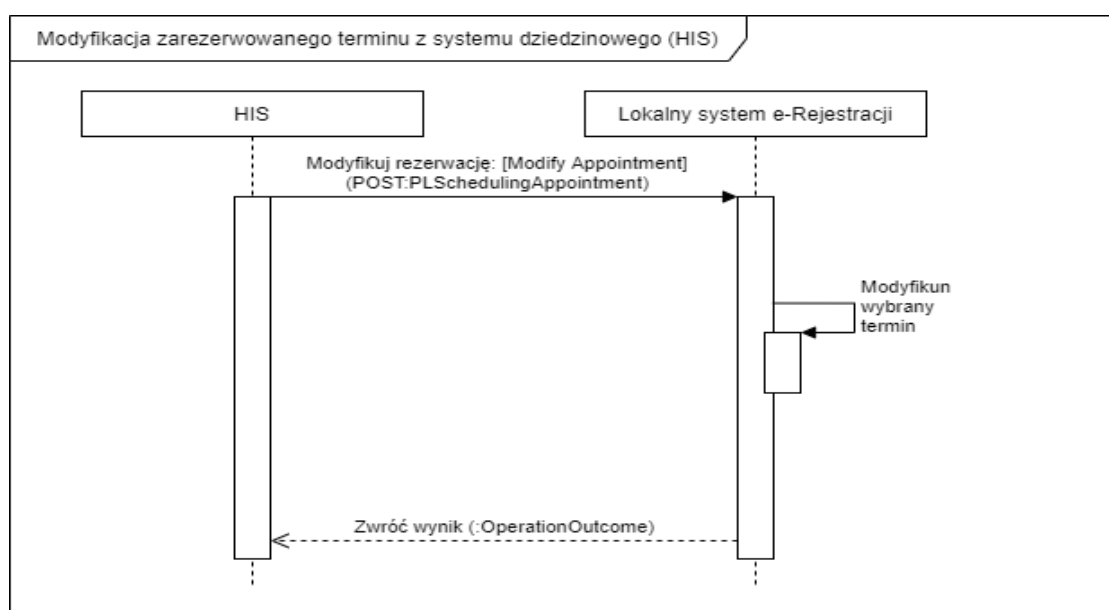 Modyfikacja zarezerwowanego terminu z systemu dziedzinowego (HIS)
HIS
Lokalny system e-Rejestracji
Modyfikuj rezerwację: [Modify Appointment]
(POST:PLSchedulingAppointment)
Modyfikun
wybrany
termin
Zwróć wynik (:OperationOutcome)